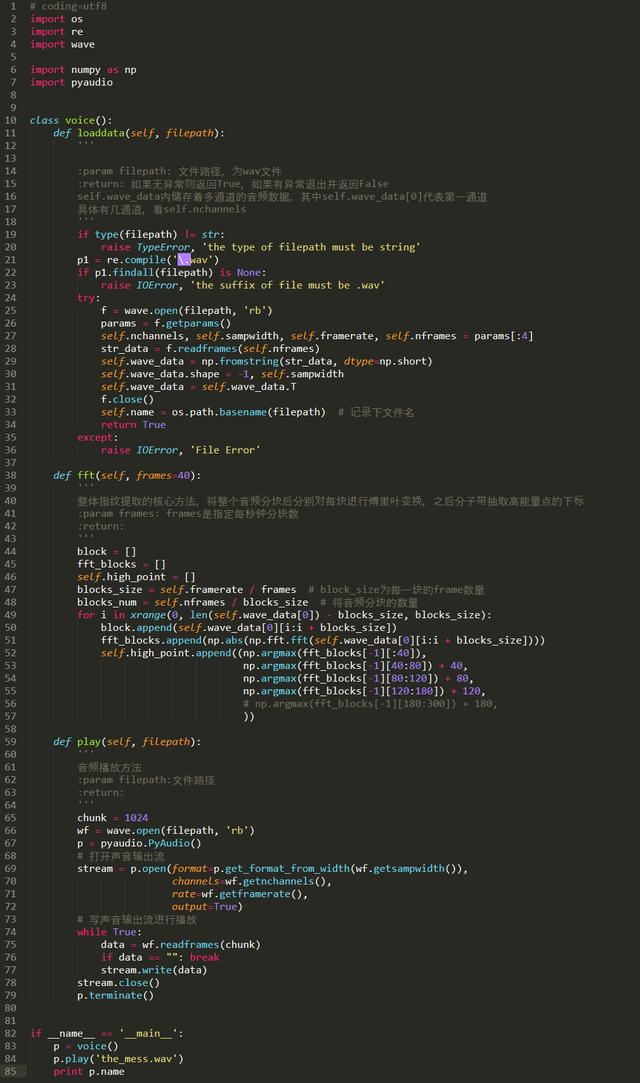 1 # coding=utf8
2 import os
3 import re
4 import wave
5
6 import numpy as np
7 import pyaudio
8
9
10 class voice():
11     def loaddata(self, filepath):
12         '''
13
14         :param filepath: 文件路径，为wav文件
15         :return: 如果无异常则返回True，如果有异常退出并返回False
16         self.wave_data内储存着多通道的音频数据，其中self.wave_data[0]代表第一通道
17         具体有几通道，看self.nchannels
18         '''
19         if type(filepath) != str:
20             raise TypeError, 'the type of filepath must be string'
21         p1 = re.compile('\.wav')
22         if p1.findall(filepath) is None:
23             raise IOError, 'the suffix of file must be .wav'
24         try:
25             f = wave.open(filepath, 'rb')
26             params = f.getparams()
27             self.nchannels, self.sampwidth, self.framerate, self.nframes = params[:4]
28             str_data = f.readframes(self.nframes)
29             self.wave_data = np.fromstring(str_data, dtype=np.short)
30             self.wave_data.shape = -1, self.sampwidth
31             self.wave_data = self.wave_data.T
32             f.close()
33             self.name = os.path.basename(filepath)  # 记录下文件名
34             return True
35         except:
36             raise IOError, 'File Error'
37
38     def fft(self, frames=40):
39         '''
40         整体指纹提取的核心方法，将整个音频分块后分别对每块进行傅里叶变换，之后分子带抽取高能量点的下标
41         :param frames: frames是指定每秒钟分块数
42         :return:
43         '''
44         block = []
45         fft_blocks = []
46         self.high_point = []
47         blocks_size = self.framerate / frames  # block_size为每一块的frame数量
48         blocks_num = self.nframes / blocks_size  # 将音频分块的数量
49         for i in xrange(0, len(self.wave_data[0]) - blocks_size, blocks_size):
50             block.append(self.wave_data[0][i:i + blocks_size])
51             fft_blocks.append(np.abs(np.fft.fft(self.wave_data[0][i:i + blocks_size])))
52             self.high_point.append((np.argmax(fft_blocks[-1][:40]),
53                                     np.argmax(fft_blocks[-1][40:80]) + 40,
54                                     np.argmax(fft_blocks[-1][80:120]) + 80,
55                                     np.argmax(fft_blocks[-1][120:180]) + 120,
56                                     # np.argmax(fft_blocks[-1][180:300]) + 180,
57                                     ))
58
59     def play(self, filepath):
60         '''
61         音频播放方法
62         :param filepath:文件路径
63         :return:
64         '''
65         chunk = 1024
66         wf = wave.open(filepath, 'rb')
67         p = pyaudio.PyAudio()
68         # 打开声音输出流
69         stream = p.open(format=p.get_format_from_width(wf.getsampwidth()),
70                         channels=wf.getnchannels(),
71                         rate=wf.getframerate(),
72                         output=True)
73         # 写声音输出流进行播放
74         while True:
75             data = wf.readframes(chunk)
76             if data == "": break
77             stream.write(data)
78         stream.close()
79         p.terminate()
80
81
82 if __name__ == '__main__':
83     p = voice()
84     p.play('the_mess.wav')
85     print p.name